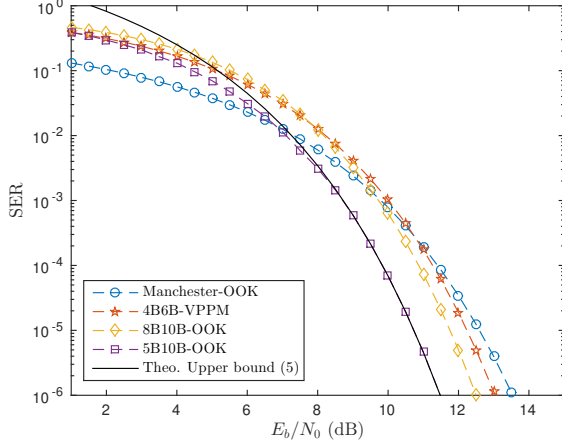 10^0
10^-1
10^-2
10^-3
10^-4
10^-5
10^-6
SER
Manchester-OOK
4B6B-VPPM
8B10B-OOK
5B10B-OOK
Theo. Upper bound (5)
2 4 6 8 10 12 14
E_b/N_0 (dB)